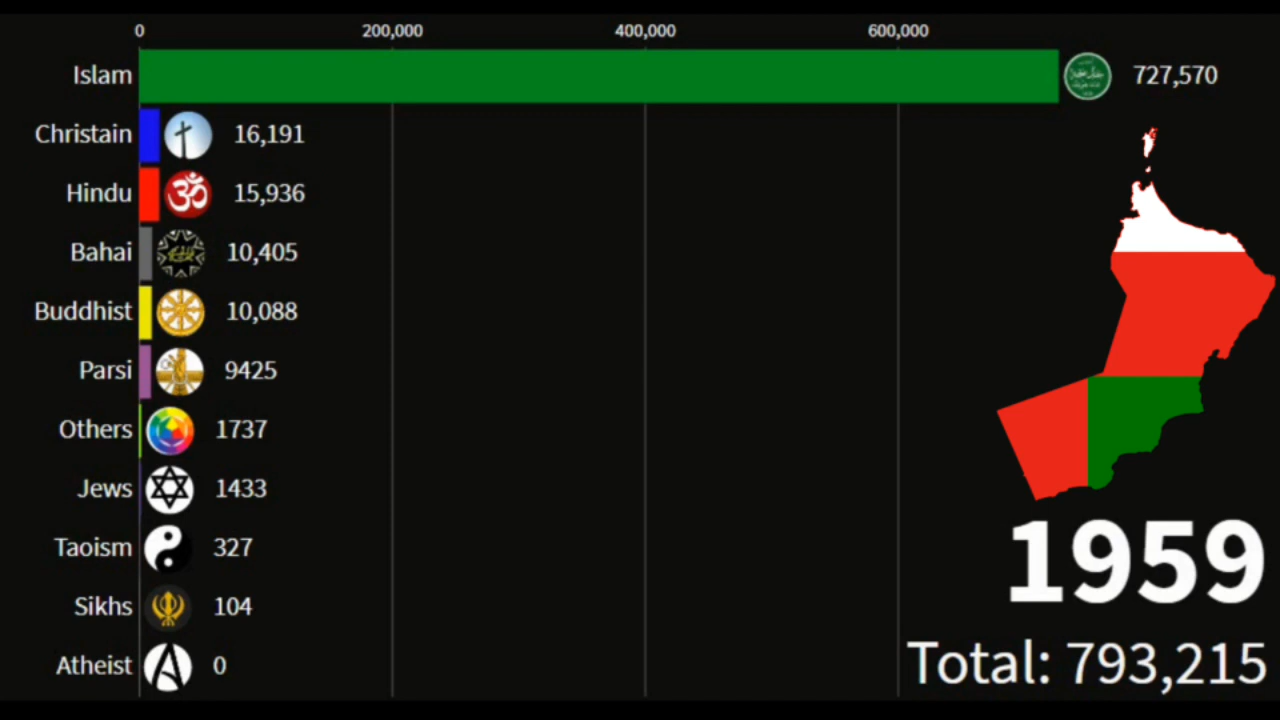 0 200,000 400,000 600,000
Islam 727,570
Christain 16,191
Hindu 15,936
Bahai 10,405
Buddhist 10,088
Parsi 9425
Others 1737
Jews 1433
Taoism 327
Sikhs 104
Atheist 0
1959
Total: 793,215